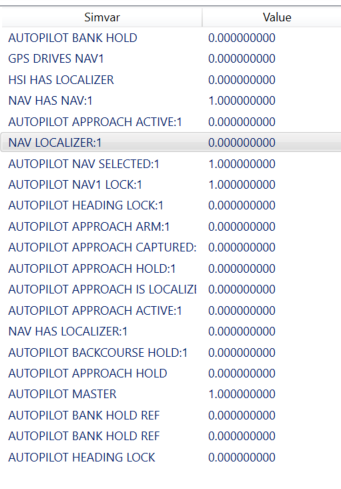 Simvar Value
AUTOPILOT BANK HOLD 0.000000000
GPS DRIVES NAV1 0.000000000
HSI HAS LOCALIZER 0.000000000
NAV HAS NAV:1 1.000000000
AUTOPILOT APPROACH ACTIVE:1 0.000000000
NAV LOCALIZER:1 0.000000000
AUTOPILOT NAV SELECTED:1 1.000000000
AUTOPILOT NAV1 LOCK:1 1.000000000
AUTOPILOT HEADING LOCK:1 0.000000000
AUTOPILOT APPROACH ARM:1 0.000000000
AUTOPILOT APPROACH CAPTURED: 0.000000000
AUTOPILOT APPROACH HOLD:1 0.000000000
AUTOPILOT APPROACH IS LOCALIZI 0.000000000
AUTOPILOT APPROACH ACTIVE:1 0.000000000
NAV HAS LOCALIZER:1 0.000000000
AUTOPILOT BACKCOURSE HOLD:1 0.000000000
AUTOPILOT APPROACH HOLD 0.000000000
AUTOPILOT MASTER 1.000000000
AUTOPILOT BANK HOLD REF 0.000000000
AUTOPILOT BANK HOLD REF 0.000000000
AUTOPILOT HEADING LOCK 0.000000000